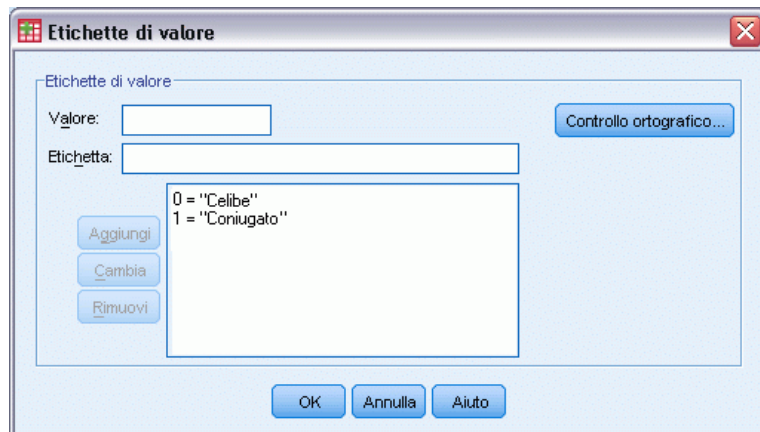 Etichette di valore
Etichette di valore
Valore:
Controllo ortografico...
Etichetta:
0 = "Celibe"
1 = "Coniugato"
Aggiungi
Cambia
Rimuovi
OK Annulla Aiuto